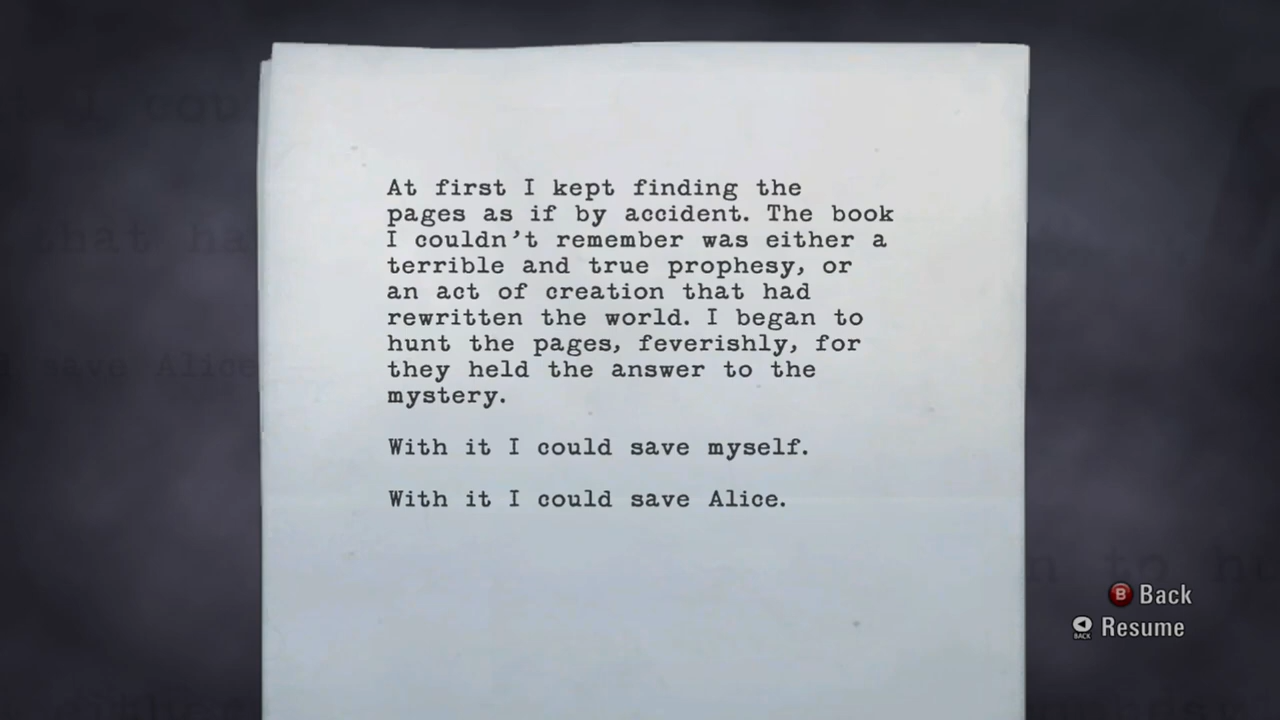 At first I kept finding the
pages as if by accident. The book
I couldn't remember was either a
terrible and true prophesy, or
an act of creation that had
rewritten the world. I began to
hunt the pages, feverishly, for
they held the answer to the
mystery.
With it I could save myself.
With it I could save Alice.
B Back
BACK Resume